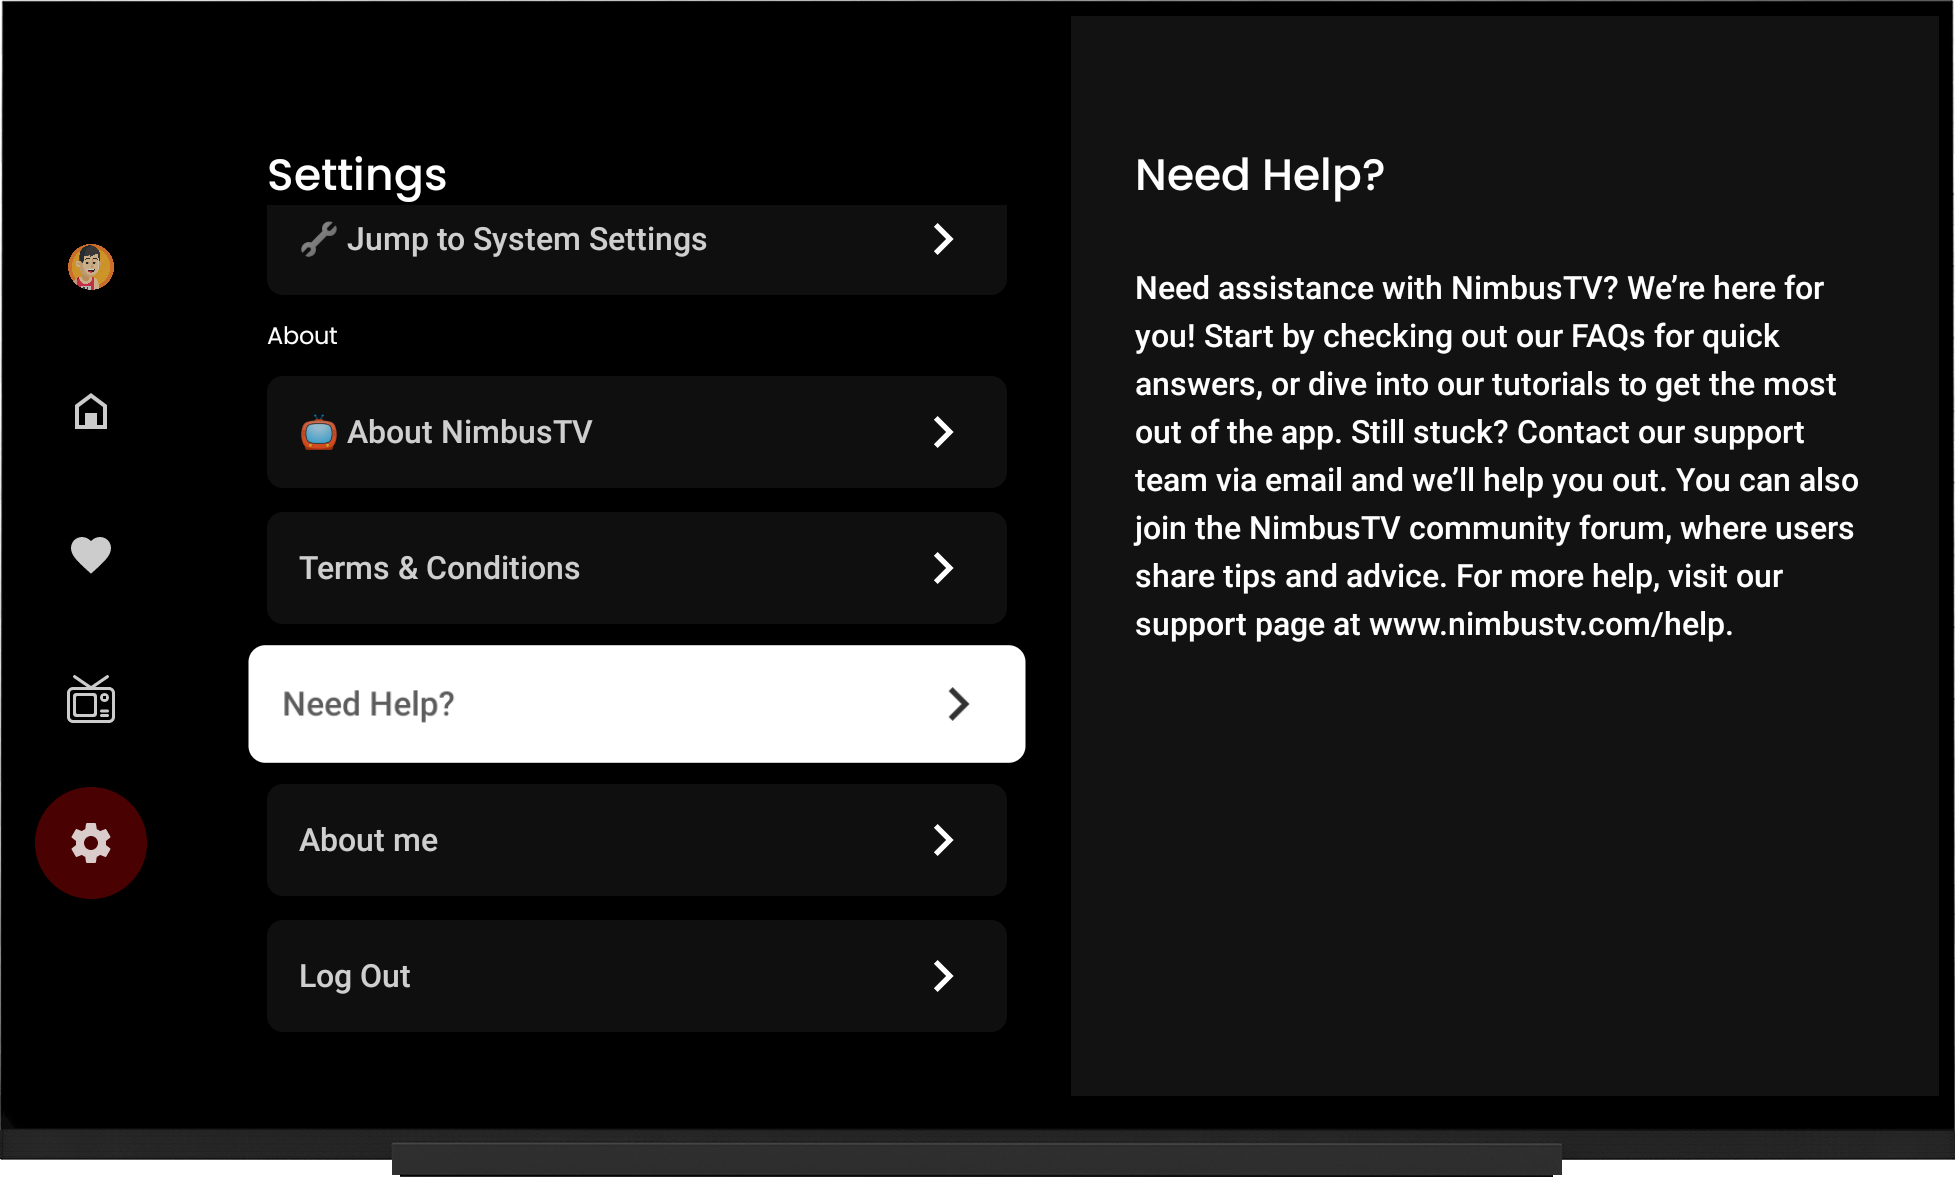 Settings
🔧 Jump to System Settings
About
📺 About NimbusTV
Terms & Conditions
Need Help?
About me
Log Out
Need Help?
Need assistance with NimbusTV? We’re here for
you! Start by checking out our FAQs for quick
answers, or dive into our tutorials to get the most
out of the app. Still stuck? Contact our support
team via email and we’ll help you out. You can also
join the NimbusTV community forum, where users
share tips and advice. For more help, visit our
support page at www.nimbustv.com/help.